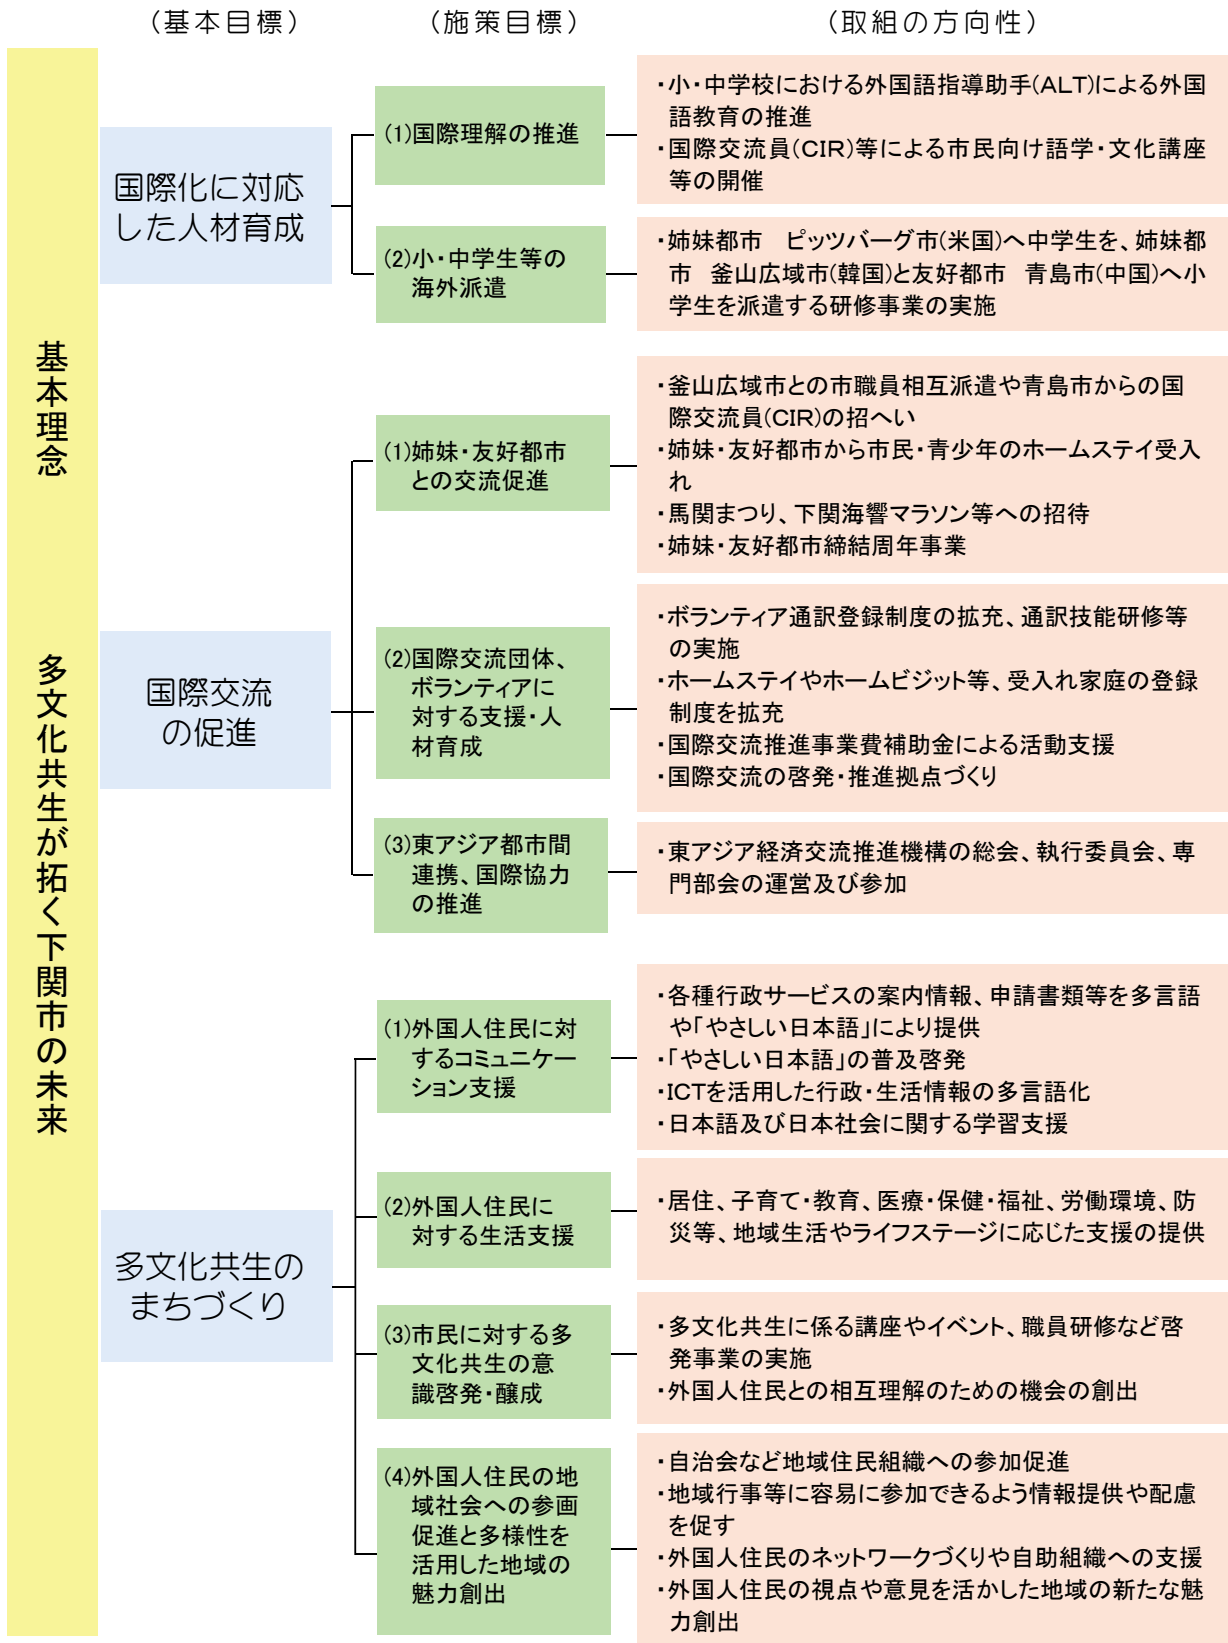 （基本目標）
（施策目標）
（取組の方向性）
基本理念　多文化共生が拓く下関市の未来
国際化に対応
した人材育成
(1)国際理解の推進
・小・中学校における外国語指導助手(ALT)による外国
語教育の推進
・国際交流員(CIR)等による市民向け語学・文化講座
等の開催
(2)小・中学生等の
海外派遣
・姉妹都市　ピッツバーグ市(米国)へ中学生を、姉妹都
市　釜山広域市(韓国)と友好都市　青島市(中国)へ小
学生を派遣する研修事業の実施
国際交流
の促進
(1)姉妹・友好都市
との交流促進
・釜山広域市との市職員相互派遣や青島市からの国
際交流員(CIR)の招へい
・姉妹・友好都市から市民・青少年のホームステイ受入
れ
・馬関まつり、下関海響マラソン等への招待
・姉妹・友好都市締結周年事業
(2)国際交流団体、
ボランティアに
対する支援・人
材育成
・ボランティア通訳登録制度の拡充、通訳技能研修等
の実施
・ホームステイやホームビジット等、受入れ家庭の登録
制度を拡充
・国際交流推進事業費補助金による活動支援
・国際交流の啓発・推進拠点づくり
(3)東アジア都市間
連携、国際協力
の推進
・東アジア経済交流推進機構の総会、執行委員会、専
門部会の運営及び参加
多文化共生の
まちづくり
(1)外国人住民に対
するコミュニケー
ション支援
・各種行政サービスの案内情報、申請書類等を多言語
や「やさしい日本語」により提供
・「やさしい日本語」の普及啓発
・ICTを活用した行政・生活情報の多言語化
・日本語及び日本社会に関する学習支援
(2)外国人住民に
対する生活支援
・居住、子育て・教育、医療・保健・福祉、労働環境、防
災等、地域生活やライフステージに応じた支援の提供
(3)市民に対する多
文化共生の意
識啓発・醸成
・多文化共生に係る講座やイベント、職員研修など啓
発事業の実施
・外国人住民との相互理解のための機会の創出
(4)外国人住民の地
域社会への参画
促進と多様性を
活用した地域の
魅力創出
・自治会など地域住民組織への参加促進
・地域行事等に容易に参加できるよう情報提供や配慮
を促す
・外国人住民のネットワークづくりや自助組織への支援
・外国人住民の視点や意見を活かした地域の新たな魅
力創出